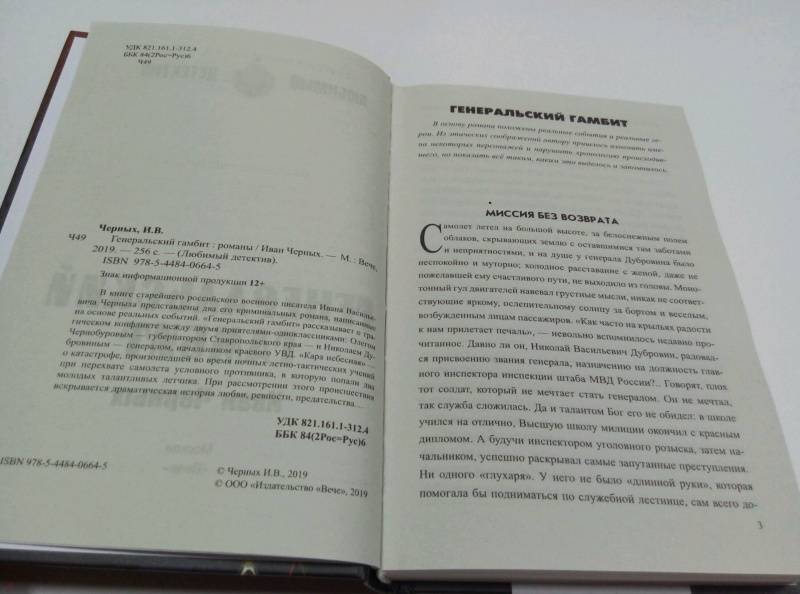 УДК 821.161.1-312.4
ББК 84(2Рос=Рус)6
Ч49
Черных, И.В.
Ч49
Генеральский гамбит : романы / Иван Черных. — М. : Вече,
2019. — 256 с. — (Любимый детектив).
ISBN 978-5-4484-0664-5
Знак информационной продукции 12+
В книге старейшего российского военного писателя Ивана Василье-
вича Черных представлены два его криминальных романа, написанные
на основе реальных событий. «Генеральский гамбит» рассказывает о тра-
гическом конфликте между двумя приятелями-одноклассниками: Олегом
Чернобуровым — губернатором Ставропольского края — и Николаем Ду-
бровиным — генералом, начальником краевого УВД. «Кара небесная» —
о катастрофе, произошедшей во время ночных летно-тактических учений
при перехвате самолета условного противника, в которую попали два
молодых талантливых летчика. При рассмотрении этого происшествия
вскрывается драматическая история любви, ревности, предательства...
УДК 821.161.1-312.4
ББК 84(2Рос=Рус)6
ISBN 978-5-4484-0664-5
© Черных И.В., 2019
© ООО «Издательство «Вече», 2019
ГЕНЕРАЛЬСКИЙ ГАМБИТ
В основу романа положены реальные события и реальные ге-
рои. Из этических соображений автору пришлось изменить име-
на некоторых персонажей и нарушить хронологию происходив-
шего, но показать всё таким, каким это виделось и запомнилось.
МИССИЯ БЕЗ ВОЗВРАТА
Самолет летел на большой высоте, за белоснежным полем
облаков, скрывающих землю с оставшимися там заботами
и неприятностями, и на душе у генерала Дубровина было
неспокойно и муторно; холодное расставание с женой, даже не
пожелавшей ему счастливого пути, не выходило из головы. Моно-
тонный гул двигателей навевал грустные мысли, никак не соответ-
ствующие яркому, ослепительному солнцу за бортом и веселым,
возбужденным лицам пассажиров. «Как часто на крыльях радости
к нам прилетает печаль», — невольно вспомнилось недавно про-
читанное. Давно ли он, Николай Васильевич Дубровин, радовал-
ся присвоению звания генерала, назначению на должность глав-
ного инспектора инспекции штаба МВД России?.. Говорят, плох
тот солдат, который не мечтает стать генералом. Он не мечтал,
так служба сложилась. Да и талантом Бог его не обидел: в школе
учился на отлично, Высшую школу милиции окончил с красным
дипломом. А будучи инспектором уголовного розыска, затем на-
чальником, успешно раскрывал самые запутанные преступления.
Ни одного «глухаря». У него не было «длинной руки», которая
помогала бы подниматься по служебной лестнице, сам всего до-
3